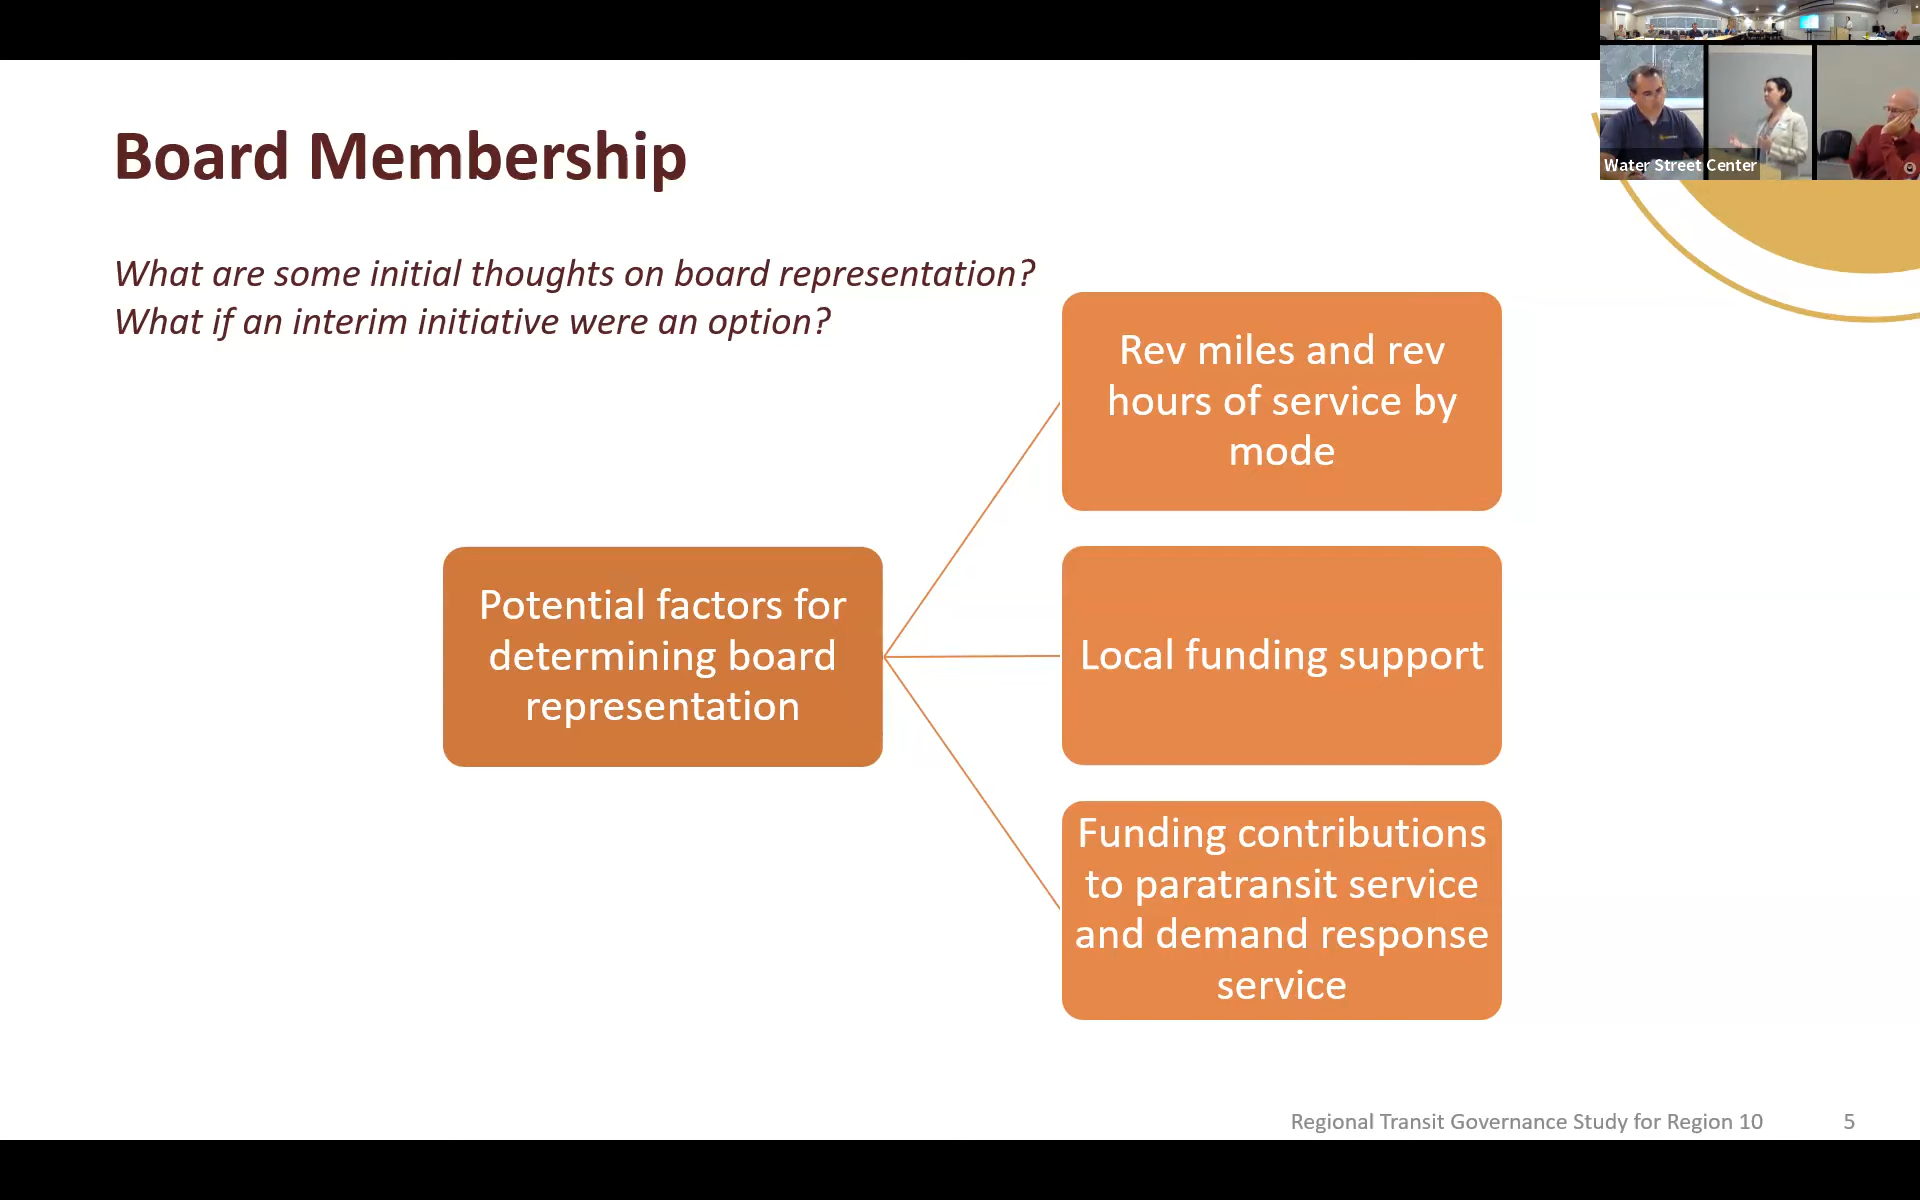 Board Membership
What are some initial thoughts on board representation?
What if an interim initiative were an option?
Potential factors for
determining board
representation
Rev miles and rev
hours of service by
mode
Local funding support
Funding contributions
to paratransit service
and demand response
service
Regional Transit Governance Study for Region 10
5
Water Street Center